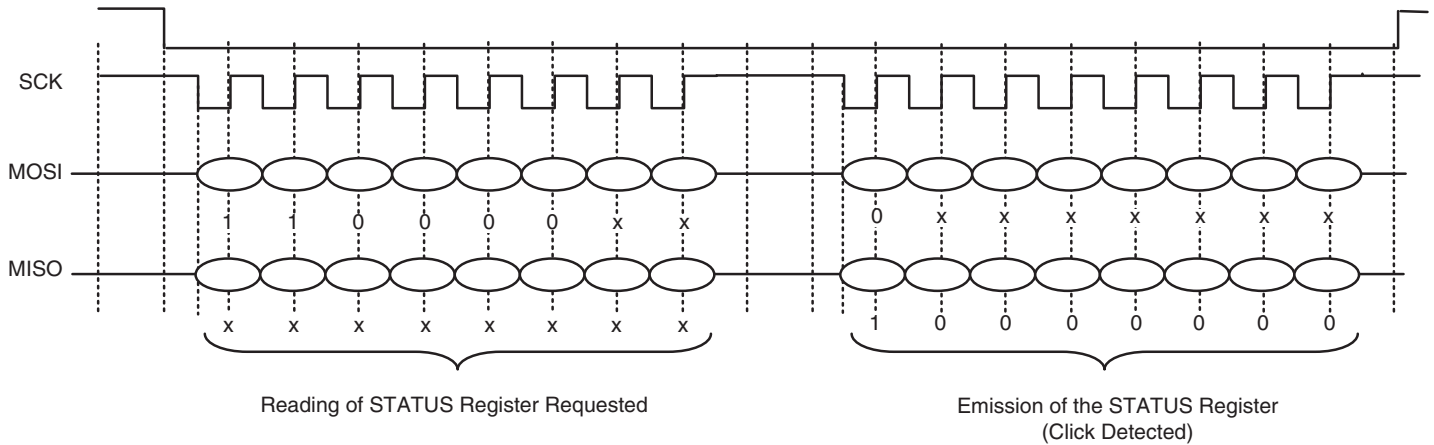 SCK
MOSI
1 1 0 0 0 0 x x 0 x x x x x x x
MISO
x x x x x x x x 1 0 0 0 0 0 0 0
Reading of STATUS Register Requested
Emission of the STATUS Register
(Click Detected)